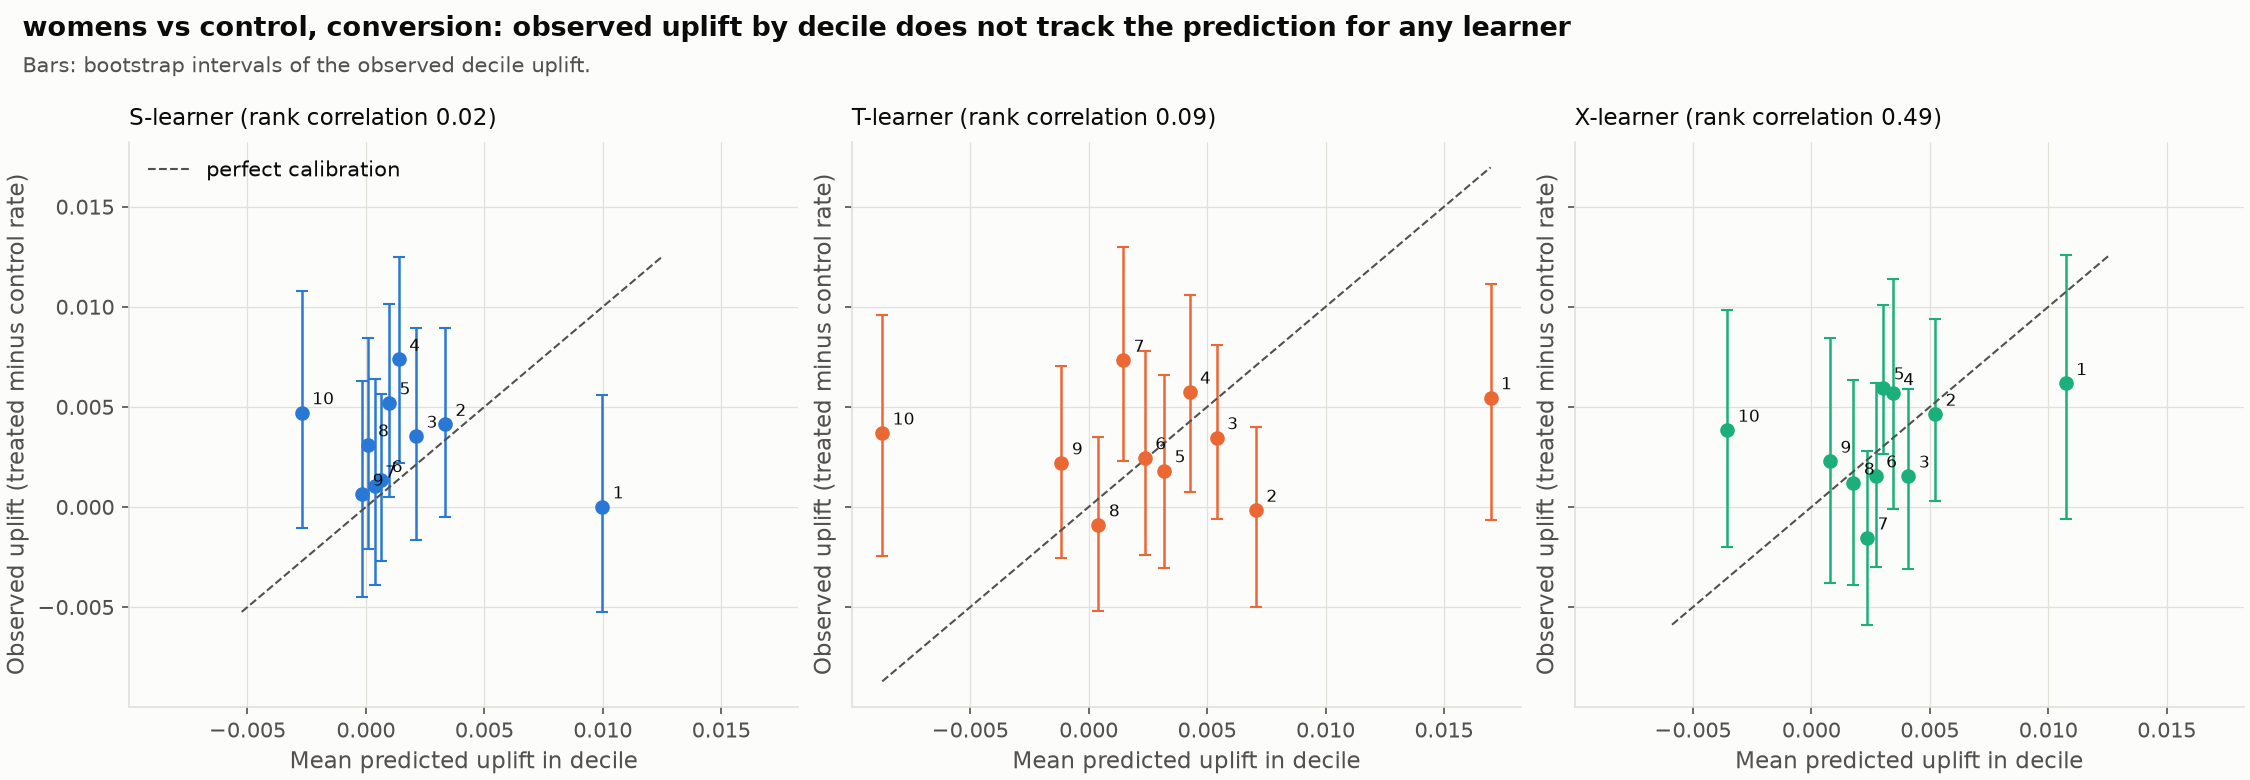 womens vs control, conversion: observed uplift by decile does not track the prediction for any learner
Bars: bootstrap intervals of the observed decile uplift.
S-learner (rank correlation 0.02)
perfect calibration
Observed uplift (treated minus control rate)
0.015
0.010
0.005
0.000
−0.005
10
9
8
7
6
5
4
3
2
1
−0.005 0.000 0.005 0.010 0.015
Mean predicted uplift in decile
T-learner (rank correlation 0.09)
Observed uplift (treated minus control rate)
10
9
8
7
6
5
4
3
2
1
−0.005 0.000 0.005 0.010 0.015
Mean predicted uplift in decile
X-learner (rank correlation 0.49)
Observed uplift (treated minus control rate)
10
9
8
7
6
5
4
3
2
1
−0.005 0.000 0.005 0.010 0.015
Mean predicted uplift in decile